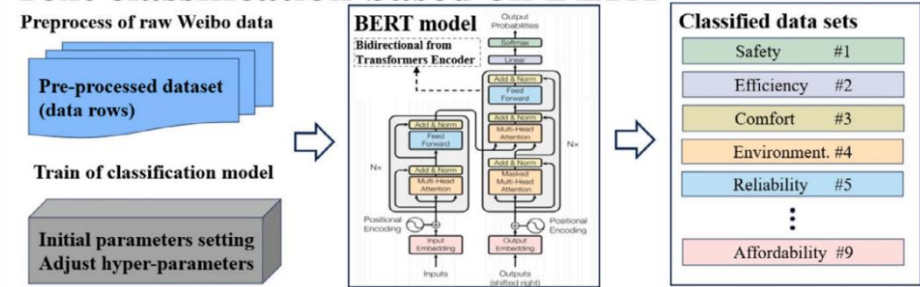 Preprocess of raw Weibo data
Pre-processed dataset
(data rows)
Train of classification model
Initial parameters setting
Adjust hyper-parameters
BERT model
Bidirectional from
Transformers Encoder
Output
Probabilities
Softmax
Linear
Add & Norm
Feed
Forward
Add & Norm
Multi-Head
Attention
Add & Norm
Masked
Multi-Head
Attention
N×
Positional
Encoding
Output
Embedding
Outputs
(shifted right)
Add & Norm
Feed
Forward
Add & Norm
Multi-Head
Attention
N×
Positional
Encoding
Input
Embedding
Inputs
Classified data sets
Safety #1
Efficiency #2
Comfort #3
Environment. #4
Reliability #5
Affordability #9